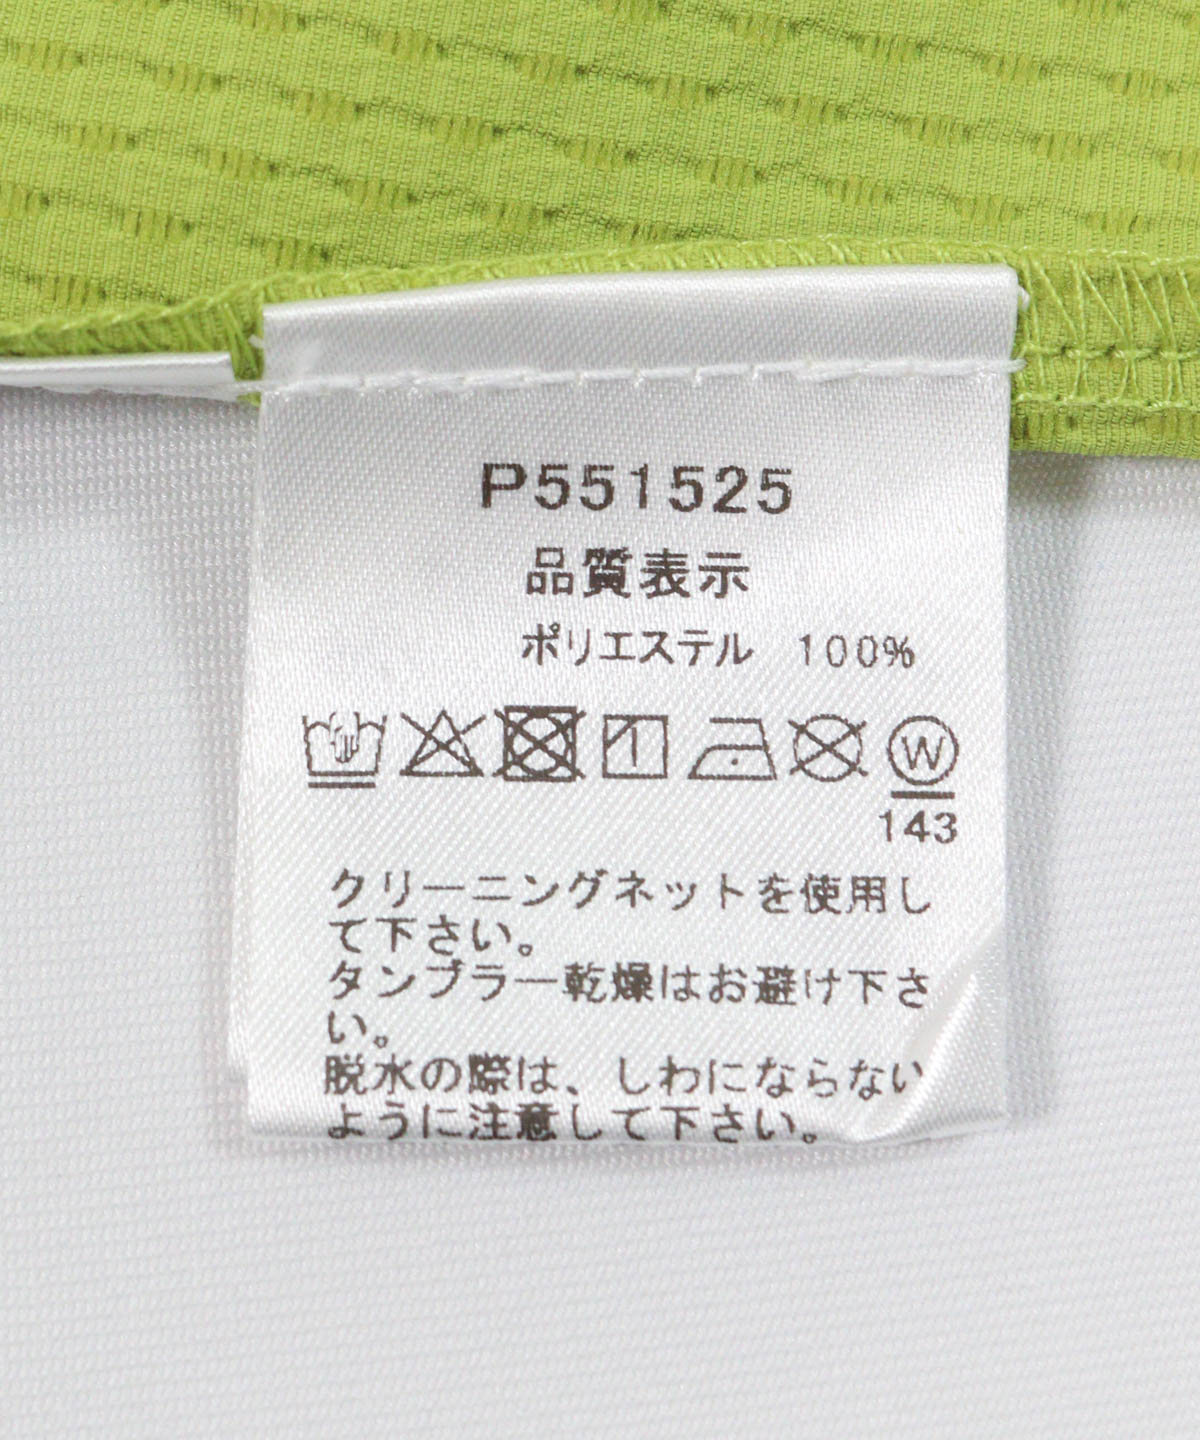 P551525
品質表示
ポリエステル 100%
W
143
クリーニングネットを使用し
て下さい。
タンブラー乾燥はお避け下さ
い。
脱水の際は、しわにならない
ように注意して下さい。